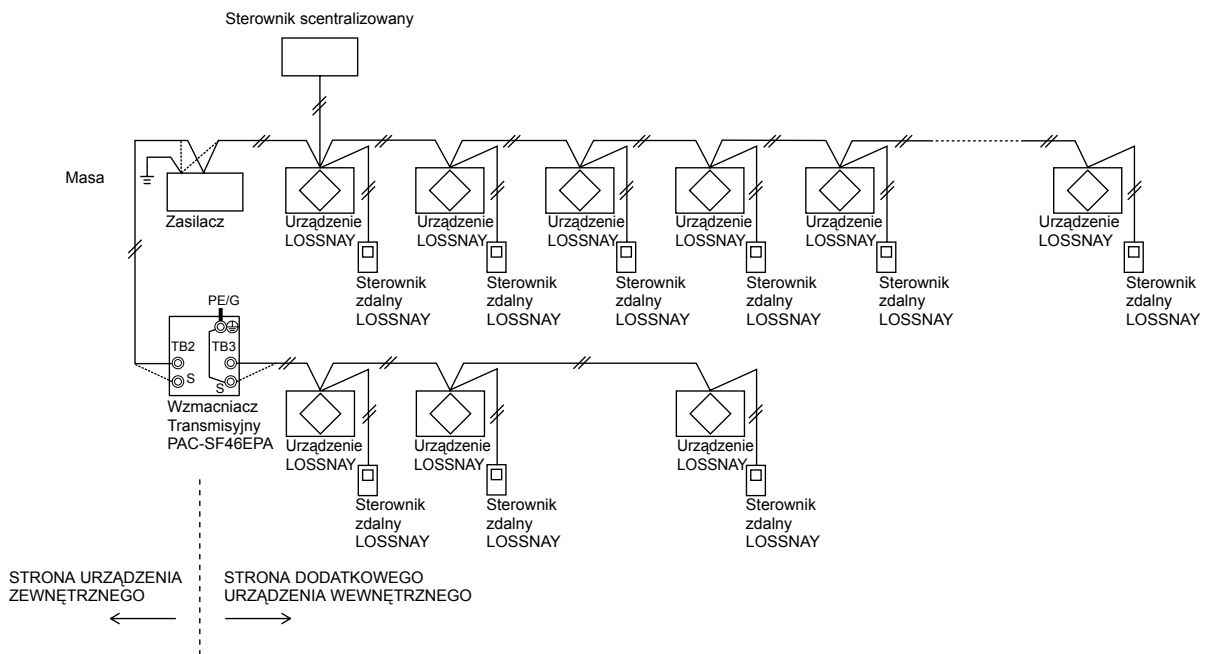 Sterownik scentralizowany
Masa
Zasilacz
Urządzenie
LOSSNAY
Urządzenie
LOSSNAY
Urządzenie
LOSSNAY
Urządzenie
LOSSNAY
Urządzenie
LOSSNAY
Urządzenie
LOSSNAY
Sterownik
zdalny
LOSSNAY
Sterownik
zdalny
LOSSNAY
Sterownik
zdalny
LOSSNAY
Sterownik
zdalny
LOSSNAY
Sterownik
zdalny
LOSSNAY
Sterownik
zdalny
LOSSNAY
PE/G
TB2
TB3
S
S
Wzmacniacz
Transmisyjny
PAC-SF46EPA
Urządzenie
LOSSNAY
Urządzenie
LOSSNAY
Urządzenie
LOSSNAY
Sterownik
zdalny
LOSSNAY
Sterownik
zdalny
LOSSNAY
Sterownik
zdalny
LOSSNAY
STRONA URZĄDZENIA
ZEWNĘTRZNEGO
STRONA DODATKOWEGO
URZĄDZENIA WEWNĘTRZNEGO